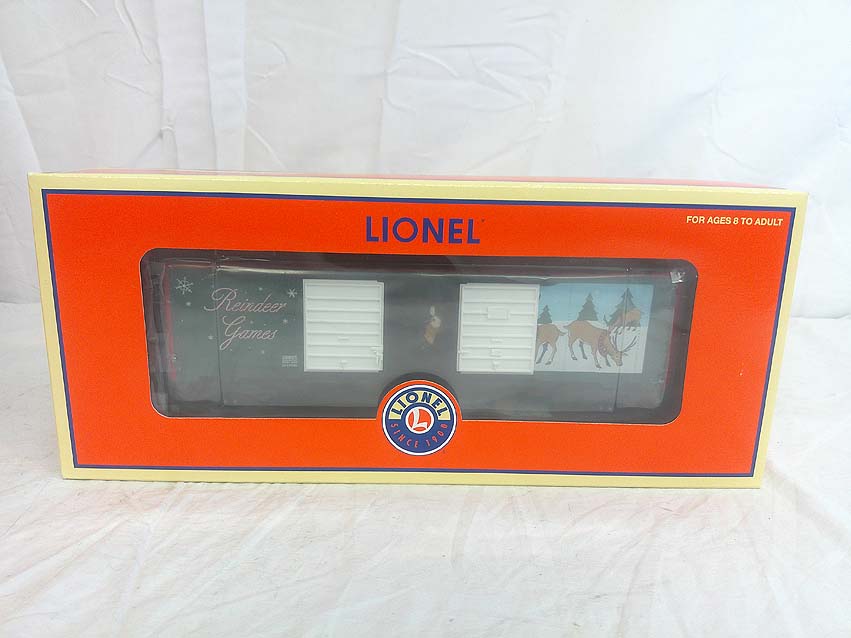 LIONEL
FOR AGES 8 TO ADULT
Reindeer
Games
LIONEL
L
SINCE 1900